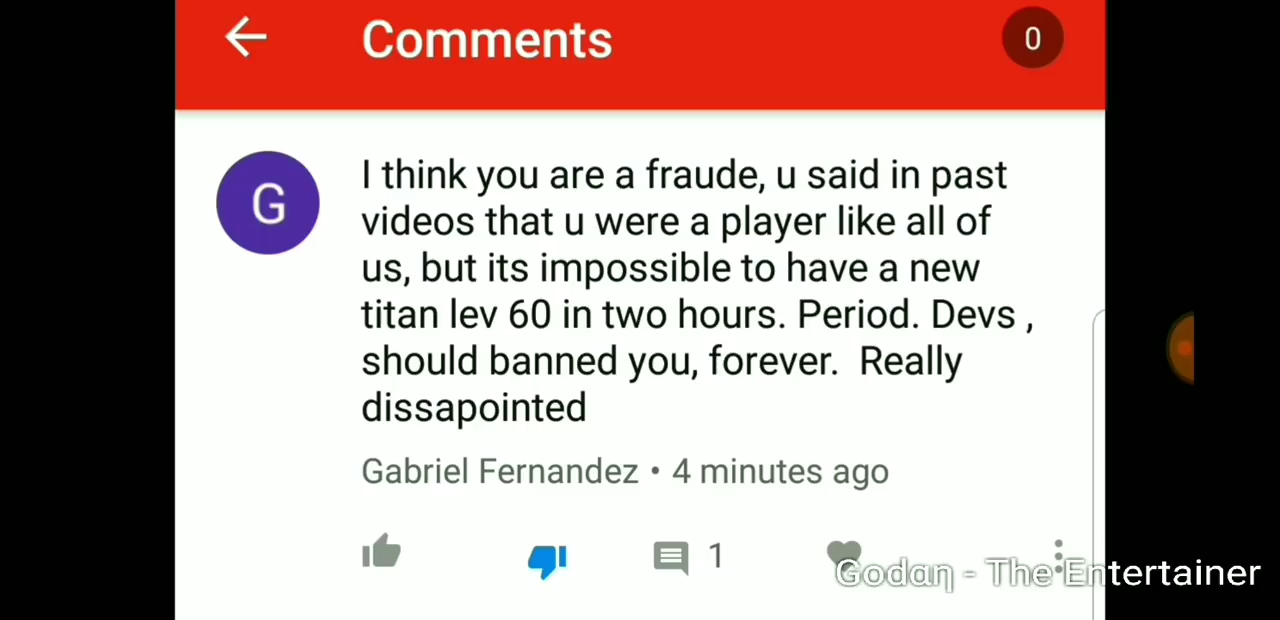 Comments
0
G
I think you are a fraude, u said in past
videos that u were a player like all of
us, but its impossible to have a new
titan lev 60 in two hours. Period. Devs ,
should banned you, forever.  Really
dissapointed
Gabriel Fernandez • 4 minutes ago
1
Godαη - The Entertainer